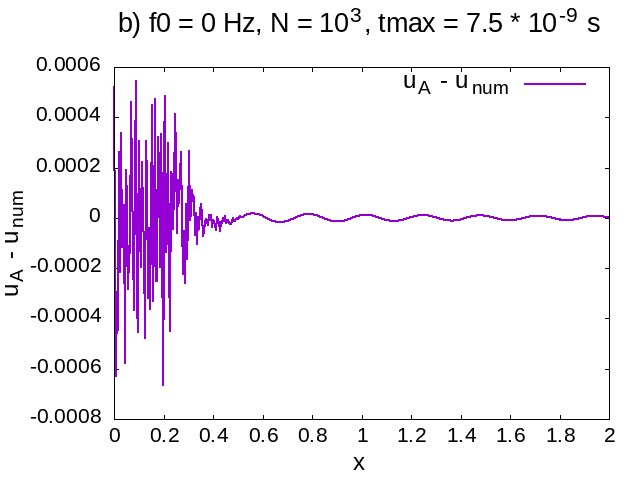 b) f0 = 0 Hz, N = 10³, tmax = 7.5 * 10⁻⁹ s
u_A - u_num
0.0006
0.0004
0.0002
0
-0.0002
-0.0004
-0.0006
-0.0008
u_A - u_num
0 0.2 0.4 0.6 0.8 1 1.2 1.4 1.6 1.8 2
x